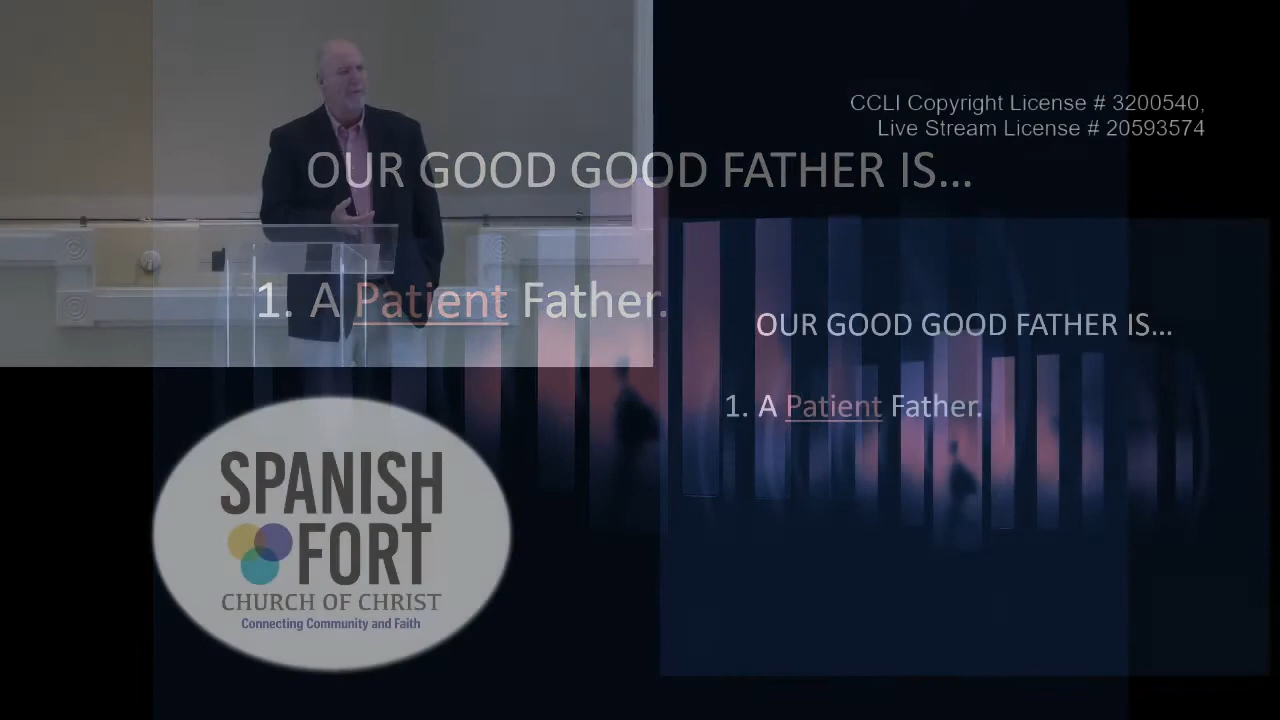 CCLI Copyright License # 3200540,
Live Stream License # 20593574
OUR GOOD GOOD FATHER IS...
1. A Patient Father.
OUR GOOD GOOD FATHER IS...
1. A Patient Father.
SPANISH
FORT
CHURCH OF CHRIST
Connecting Community and Faith